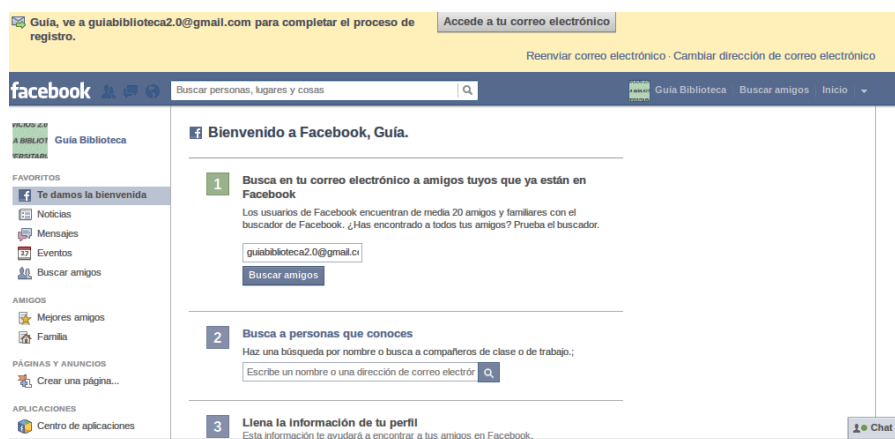 Guía, ve a guiabiblioteca2.0@gmail.com para completar el proceso de
registro.
Accede a tu correo electrónico
Reenviar correo electrónico · Cambiar dirección de correo electrónico
facebook
Buscar personas, lugares y cosas
Guía Biblioteca
Buscar amigos
Inicio
A BIBLIOT
Guía Biblioteca
FAVORITOS
Te damos la bienvenida
Noticias
Mensajes
27
Eventos
Buscar amigos
AMIGOS
Mejores amigos
Familia
PÁGINAS Y ANUNCIOS
Crear una página...
APLICACIONES
Centro de aplicaciones
Bienvenido a Facebook, Guía.
1
Busca en tu correo electrónico a amigos tuyos que ya están en
Facebook
Los usuarios de Facebook encuentran de media 20 amigos y familiares con el
buscador de Facebook. ¿Has encontrado a todos tus amigos? Prueba el buscador.
guiabiblioteca2.0@gmail.c
Buscar amigos
2
Busca a personas que conoces
Haz una búsqueda por nombre o busca a compañeros de clase o de trabajo.;
Escribe un nombre o una dirección de correo electrór
3
Llena la información de tu perfil
Esta información te ayudará a encontrar a tus amigos en Facebook.
Chat